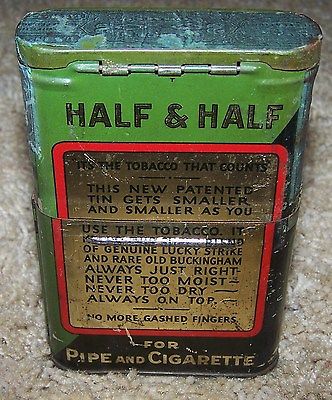 HALF & HALF
IT'S THE TOBACCO THAT COUNTS
THIS NEW PATENTED
TIN GETS SMALLER
AND SMALLER AS YOU
USE THE TOBACCO. IT
OF GENUINE LUCKY STRIKE
AND RARE OLD BUCKINGHAM
ALWAYS JUST RIGHT
NEVER TOO MOIST –
NEVER TOO DRY –
ALWAYS ON TOP.
NO MORE GASHED FINGERS
FOR
PIPE AND CIGARETTE